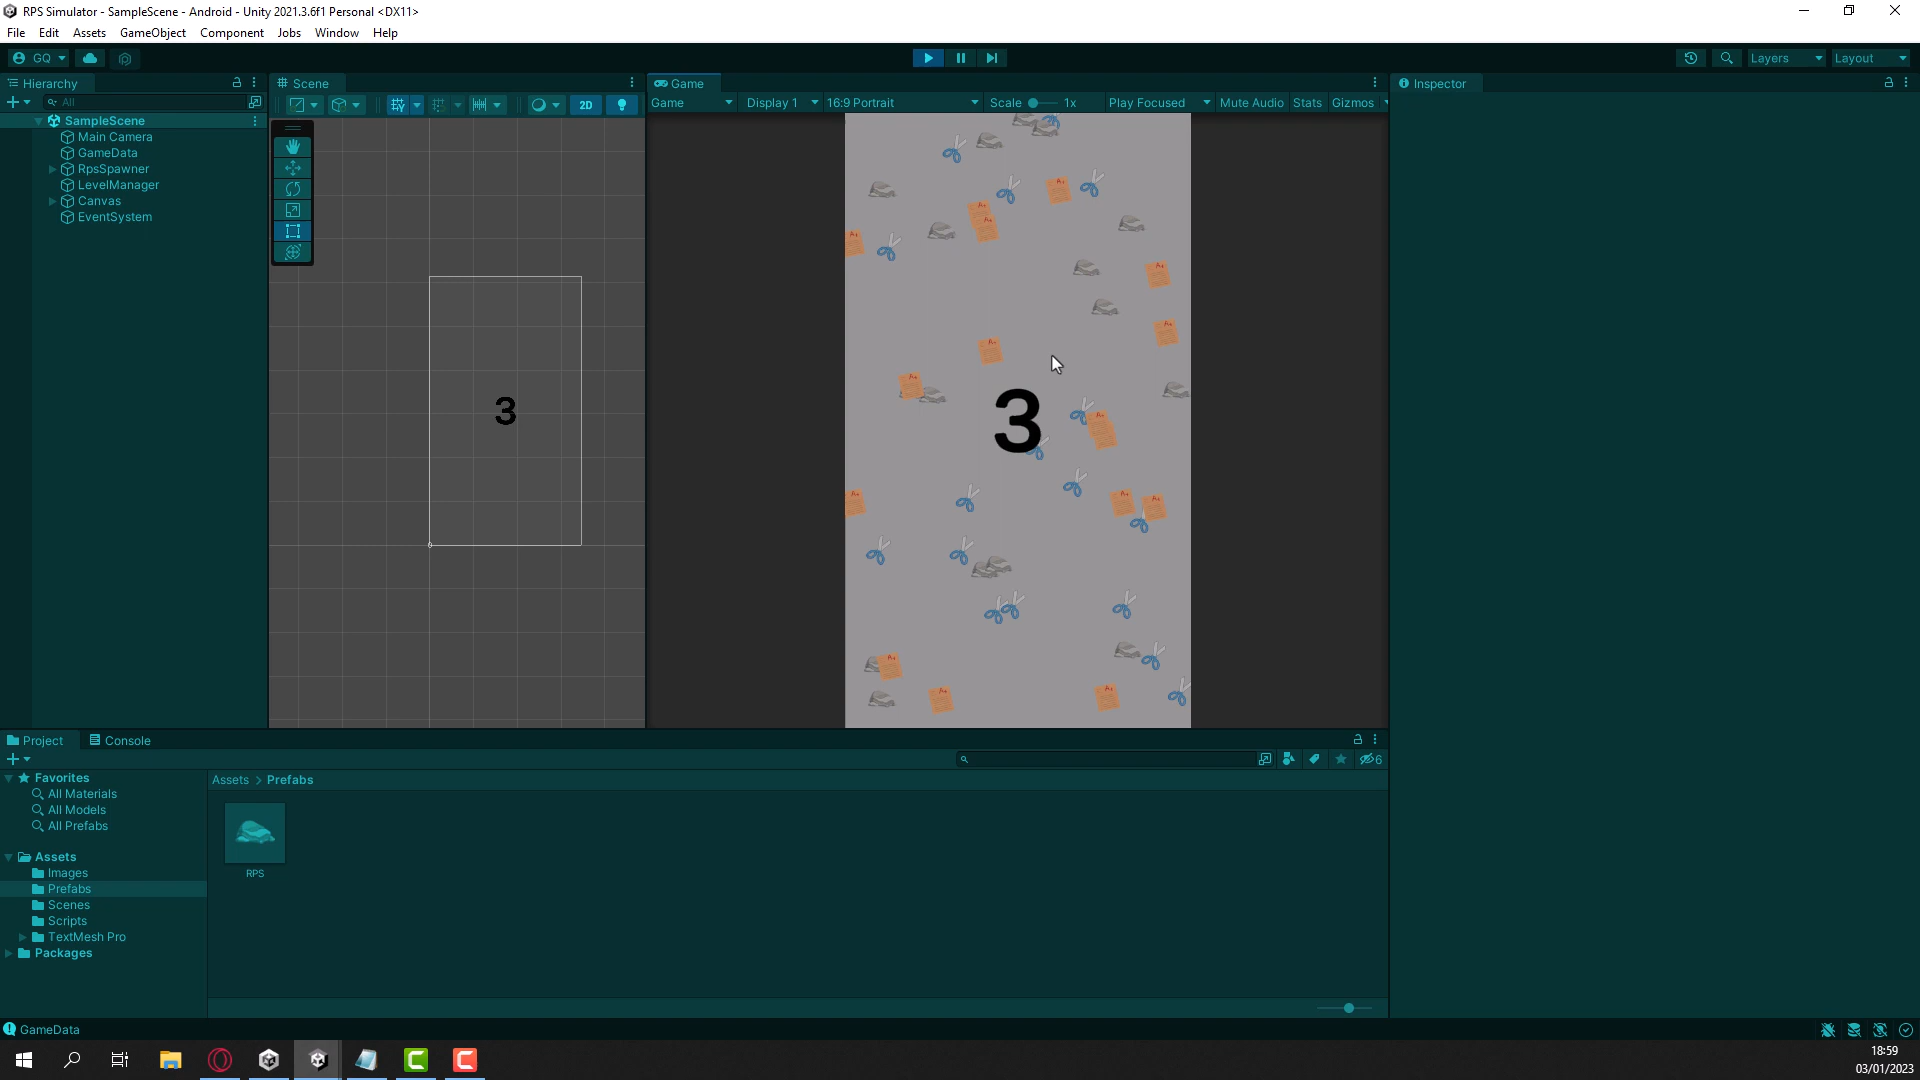 RPS Simulator - SampleScene - Android - Unity 2021.3.6f1 Personal <DX11>
File Edit Assets GameObject Component Jobs Window Help
GQ
Layers
Layout
Hierarchy
Scene
Game
Inspector
All
2D
Game
Display 1
16:9 Portrait
Scale
1x
Play Focused
Mute Audio
Stats
Gizmos
SampleScene
Main Camera
GameData
RpsSpawner
LevelManager
Canvas
EventSystem
3
3
Project
Console
6
Favorites
All Materials
All Models
All Prefabs
Assets
Images
Prefabs
Scenes
Scripts
TextMesh Pro
Packages
Assets > Prefabs
RPS
GameData
18:59
03/01/2023